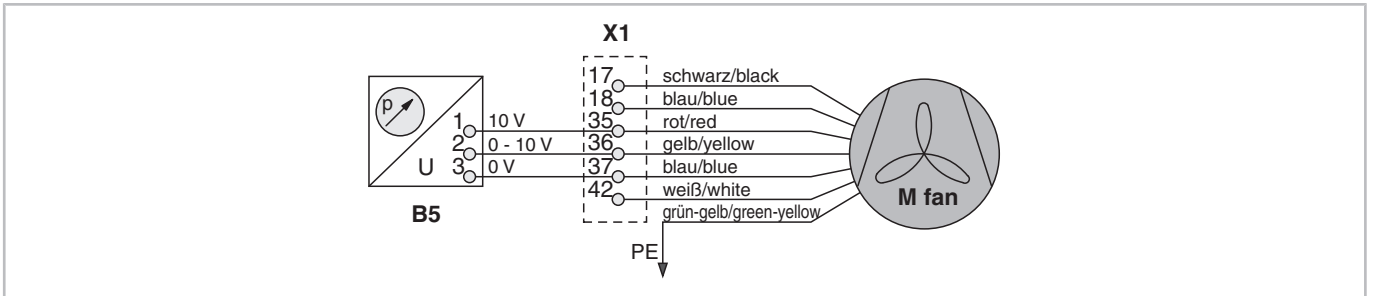 X1
17 schwarz/black
18 blau/blue
1 10 V 35 rot/red
2 0 - 10 V 36 gelb/yellow
3 0 V 37 blau/blue
42 weiß/white
grün-gelb/green-yellow
p
U
B5
M fan
PE